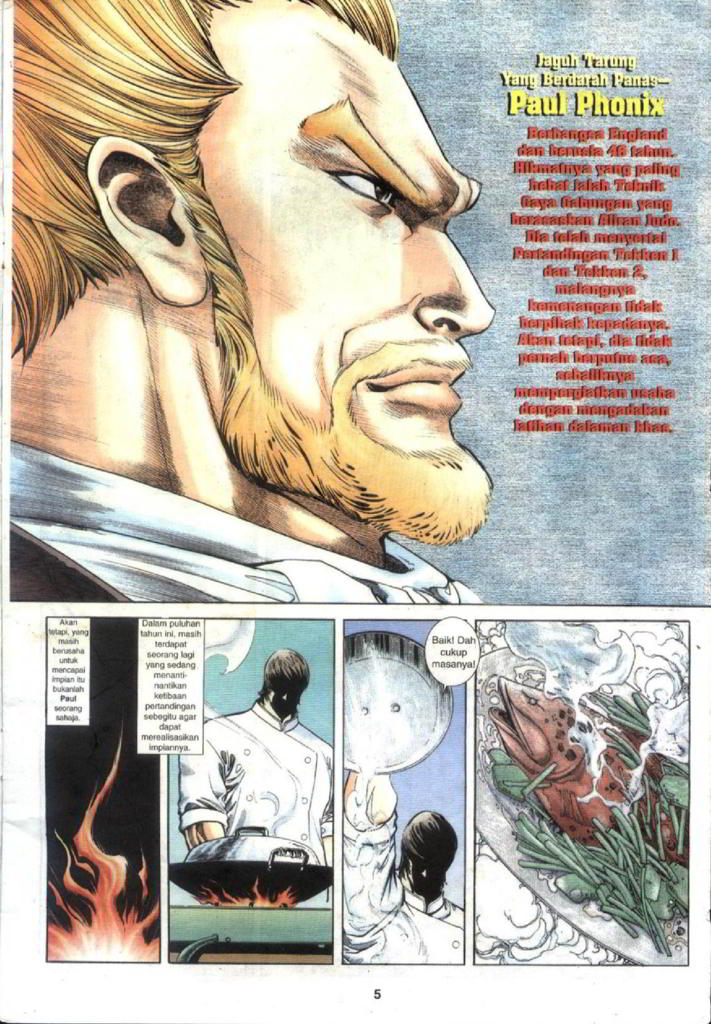 Jaguh Tarung
Yang Berdarah Panas—
Paul Phonix
Berbangsa England
dan berusia 46 tahun.
Hikmatnya yang paling
hebat ialah Teknik
Gaya Gabungan yang
berasaskan Aliran Judo.
Dia telah menyertai
Pertandingan Tekken 1
dan Tekken 2,
malangnya
kemenangan tidak
berpihak kepadanya.
Akan tetapi, dia tidak
pernah berputus asa,
sebaliknya
mempergiatkan usaha
dengan mengadakan
latihan dalaman khas.
Akan
tetapi, yang
masih
berusaha
untuk
mencapai
impian itu
bukanlah
Paul
seorang
sahaja.
Dalam puluhan
tahun ini, masih
terdapat
seorang lagi
yang sedang
menanti-
nantikan
ketibaan
pertandingan
sebegitu agar
dapat
merealisasikan
impiannya.
Baik! Dah
cukup
masanya!
5